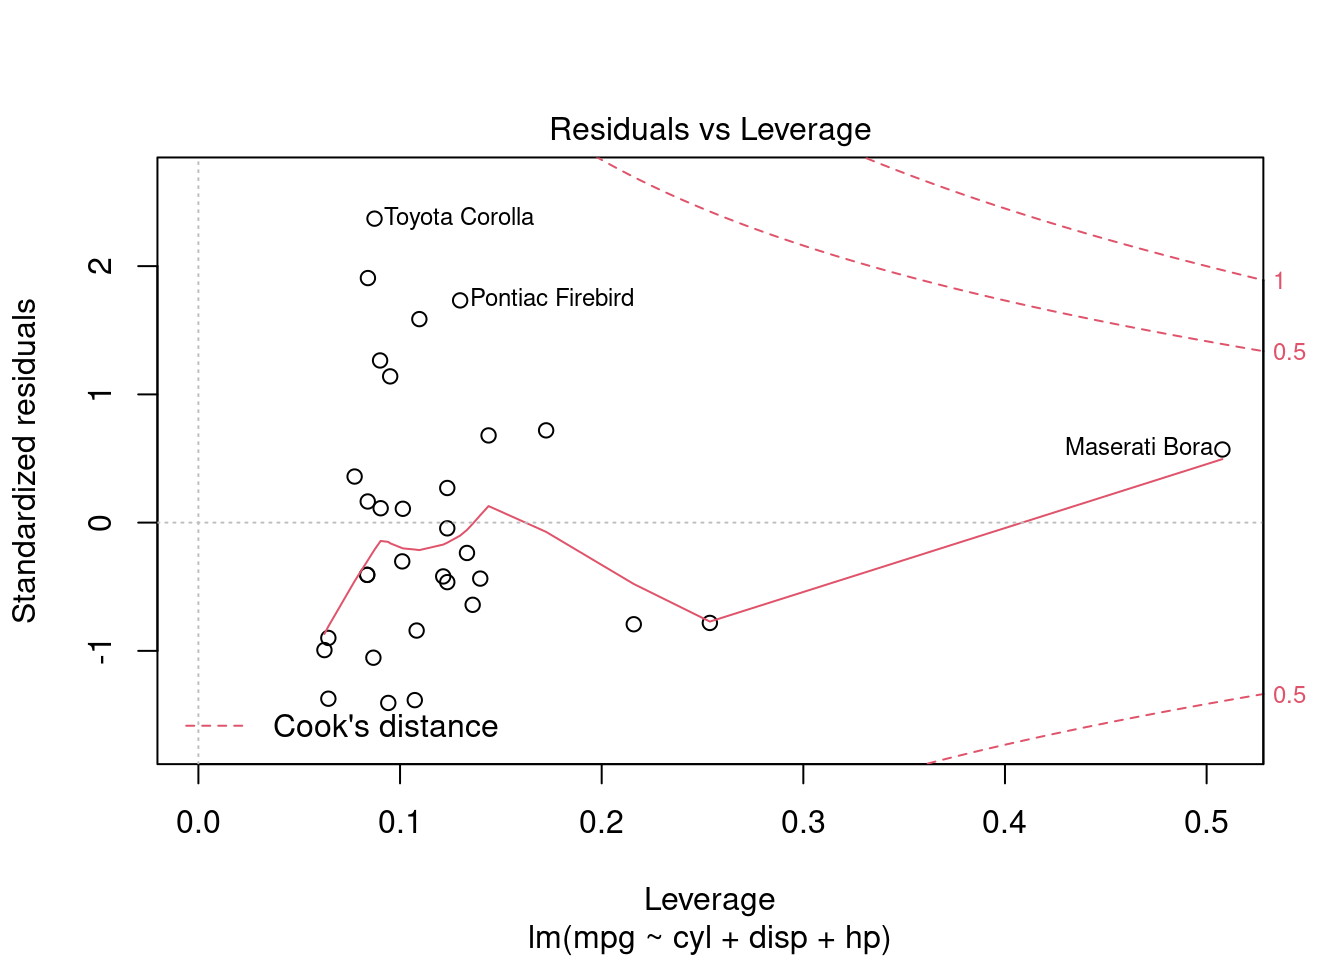 Residuals vs Leverage
Standardized residuals
2
1
0
-1
Toyota Corolla
Pontiac Firebird
Maserati Bora
1
0.5
0.5
Cook's distance
0.0 0.1 0.2 0.3 0.4 0.5
Leverage
lm(mpg ~ cyl + disp + hp)